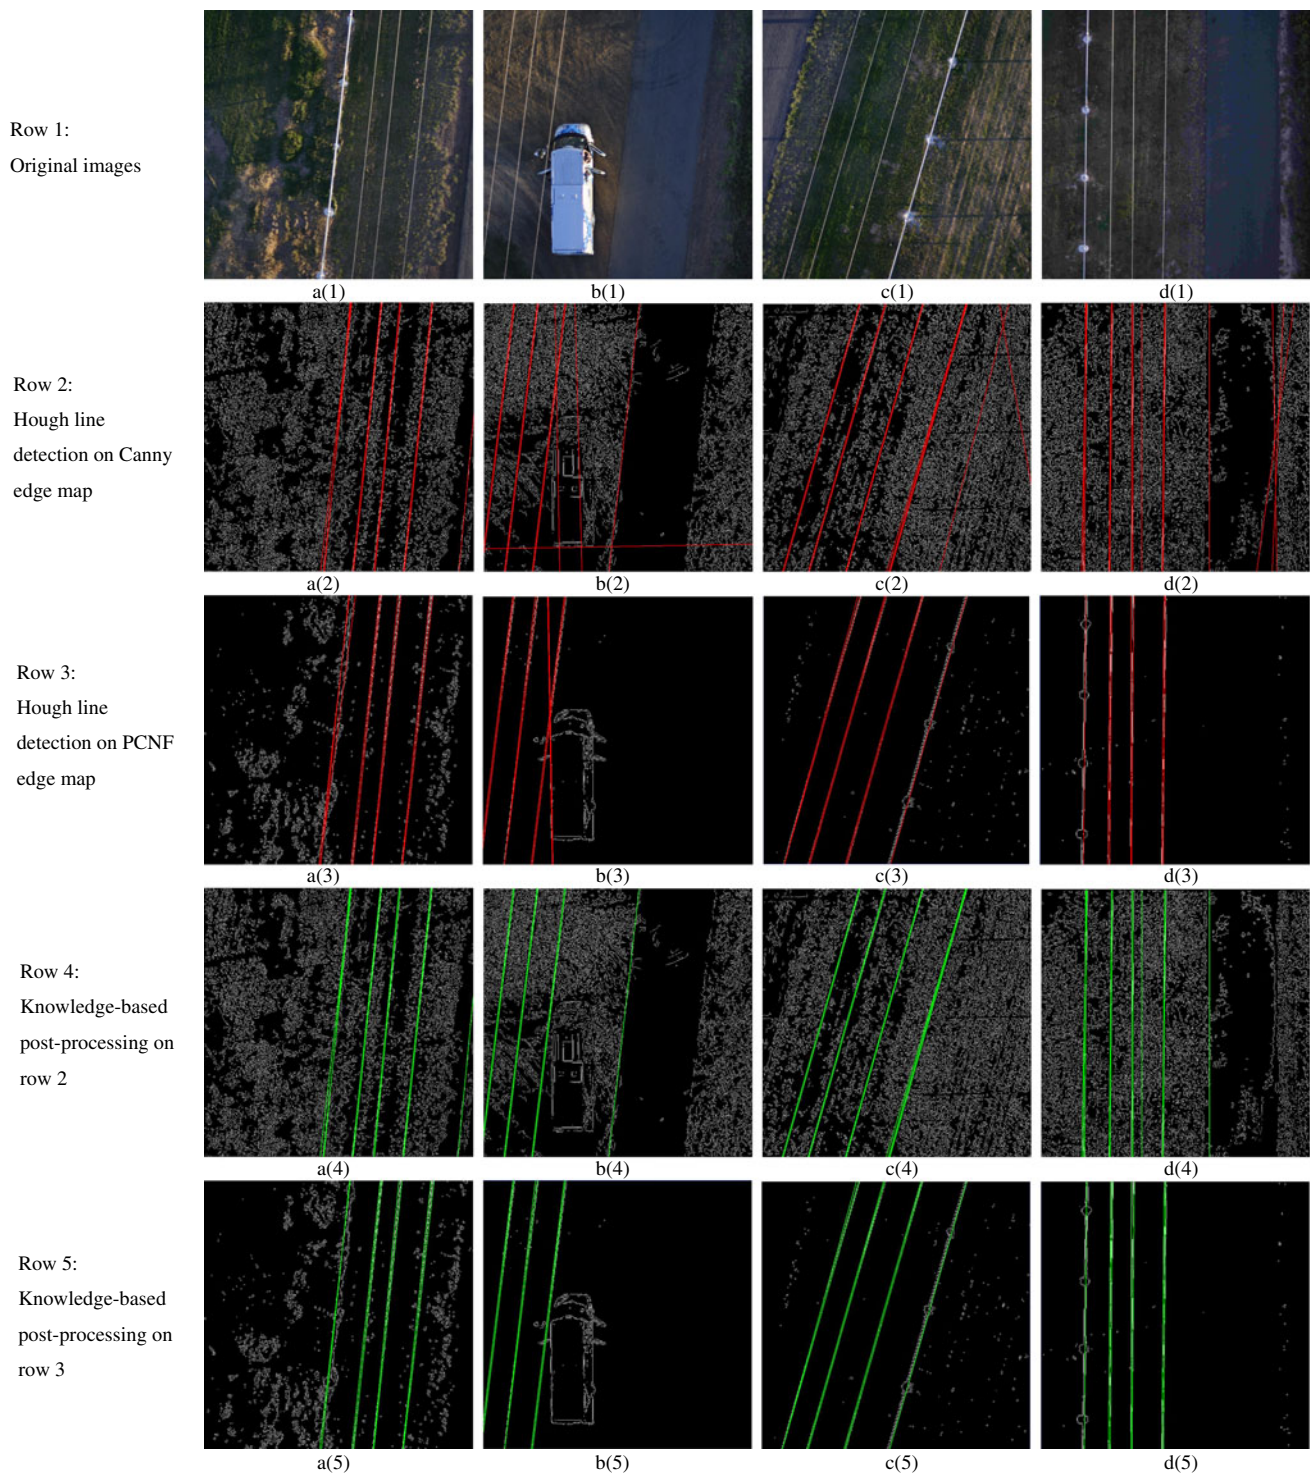 Row 1:
Original images
a(1) b(1) c(1) d(1)
Row 2:
Hough line
detection on Canny
edge map
a(2) b(2) c(2) d(2)
Row 3:
Hough line
detection on PCNF
edge map
a(3) b(3) c(3) d(3)
Row 4:
Knowledge-based
post-processing on
row 2
a(4) b(4) c(4) d(4)
Row 5:
Knowledge-based
post-processing on
row 3
a(5) b(5) c(5) d(5)